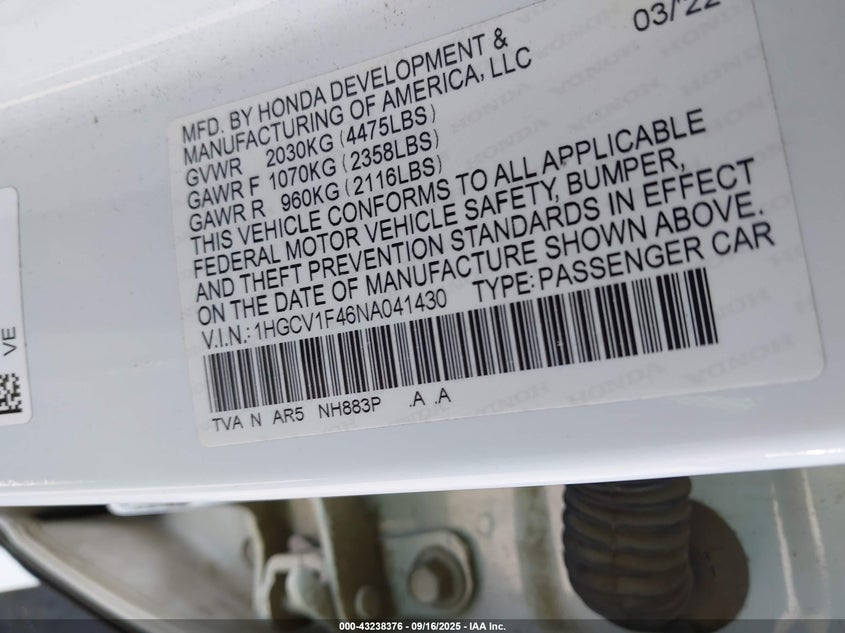 03/'22
MFD. BY HONDA DEVELOPMENT &
MANUFACTURING OF AMERICA, LLC
GVWR 2030KG (4475LBS)
GAWR F 1070KG (2358LBS)
GAWR R 960KG (2116LBS)
THIS VEHICLE CONFORMS TO ALL APPLICABLE
FEDERAL MOTOR VEHICLE SAFETY, BUMPER,
AND THEFT PREVENTION STANDARDS IN EFFECT
ON THE DATE OF MANUFACTURE SHOWN ABOVE.
V.I.N.: 1HGCV1F46NA041430 TYPE: PASSENGER CAR
TVA N AR5 NH883P .A .A
VE
000-43238376 - 09/16/2025 - IAA Inc.